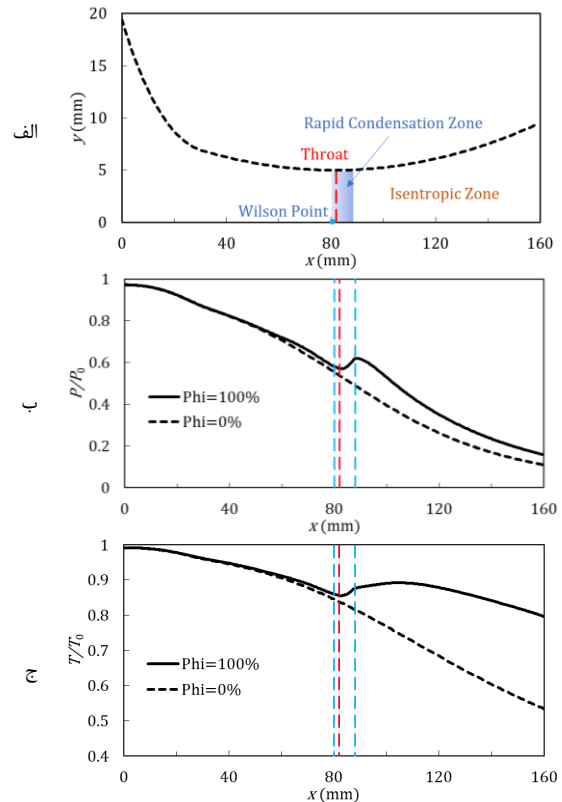 الف
y (mm)
20
15
10
5
0
Rapid Condensation Zone
Throat
Isentropic Zone
Wilson Point
0
40
80
120
160
x (mm)
ب
P/P0
1
0.8
0.6
0.4
0.2
0
Phi=100%
Phi=0%
0
40
80
120
160
x (mm)
ج
T/T0
1
0.9
0.8
0.7
0.6
0.5
0.4
Phi=100%
Phi=0%
0
40
80
120
160
x (mm)